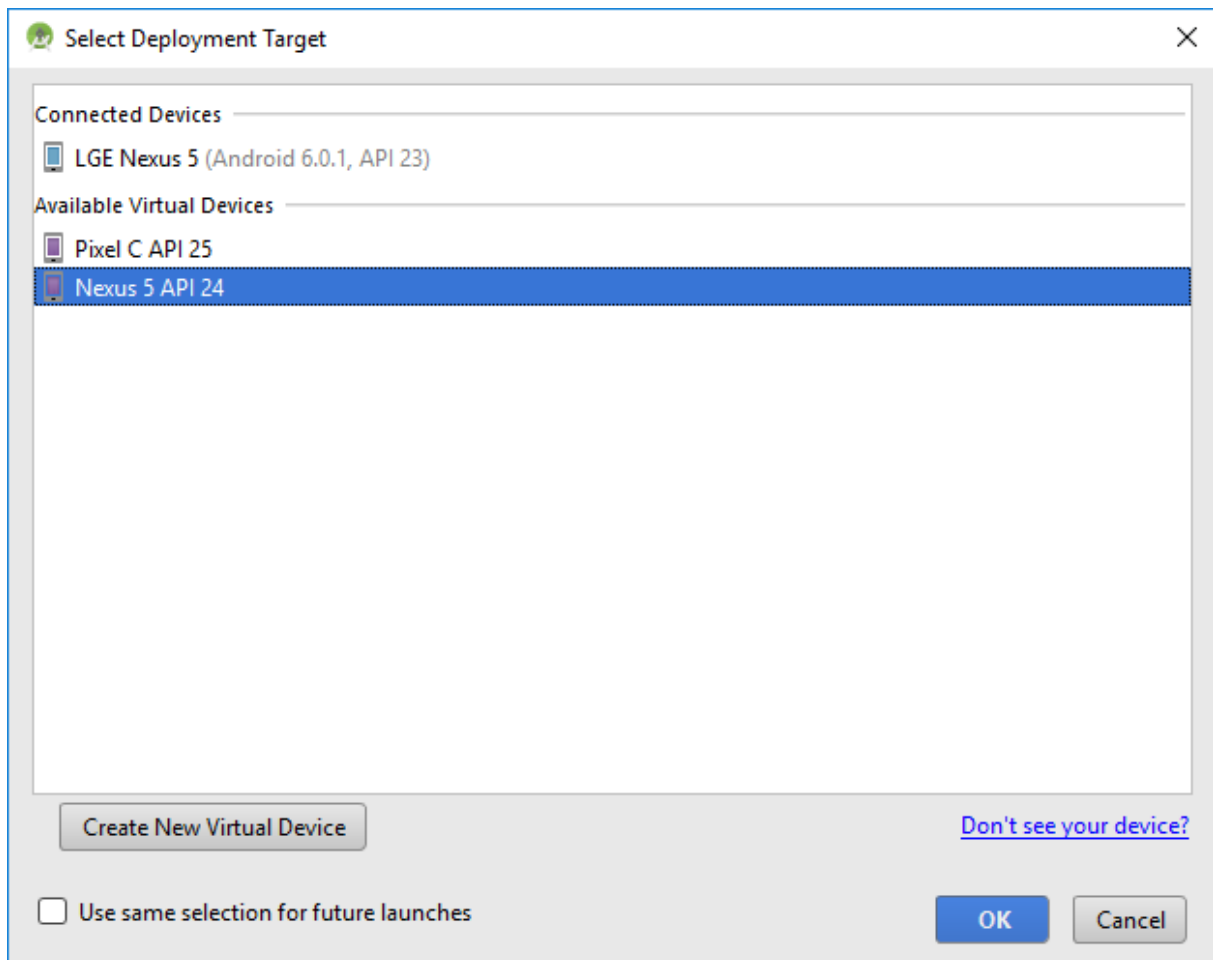 Select Deployment Target
Connected Devices
LGE Nexus 5 (Android 6.0.1, API 23)
Available Virtual Devices
Pixel C API 25
Nexus 5 API 24
Create New Virtual Device
Don't see your device?
Use same selection for future launches
OK
Cancel